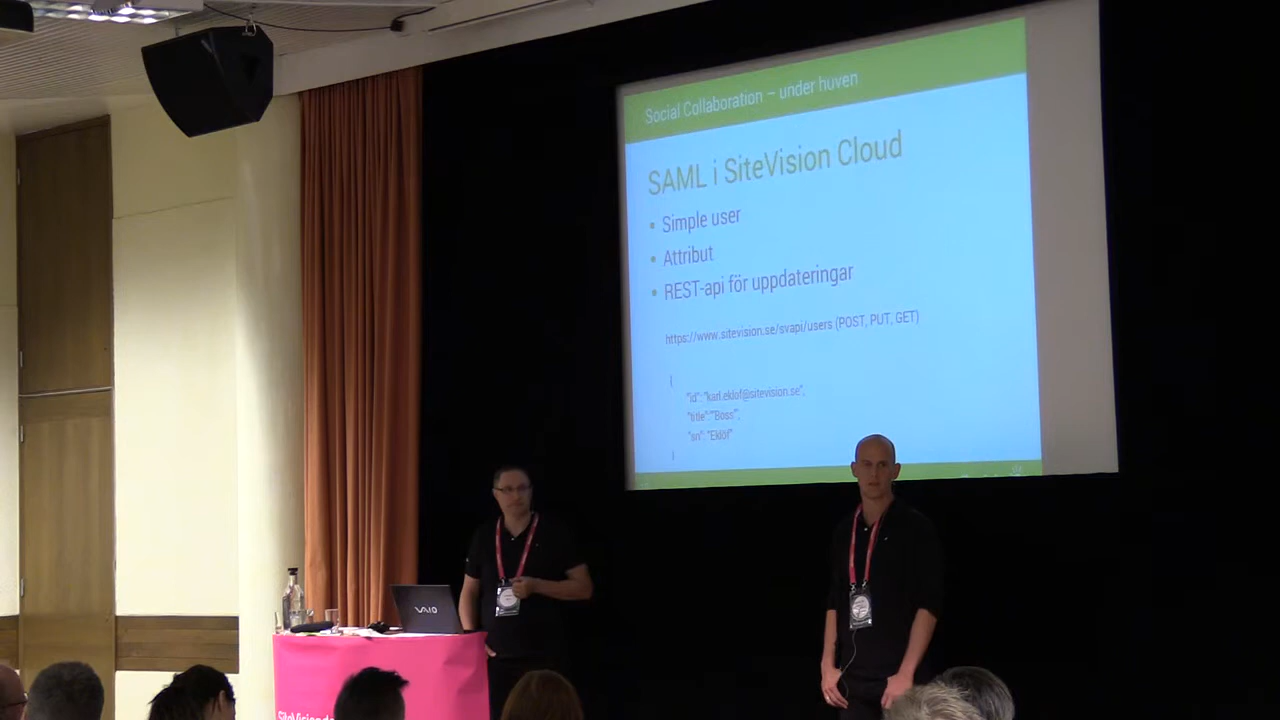 Social Collaboration – under huven
SAML i SiteVision Cloud
• Simple user
• Attribut
• REST-api för uppdateringar
https://www.sitevision.se/svapi/users (POST, PUT, GET)
{
"id": "karl.eklof@sitevision.se",
"title":"Boss",
"sn": "Eklöf"
}
VAIO